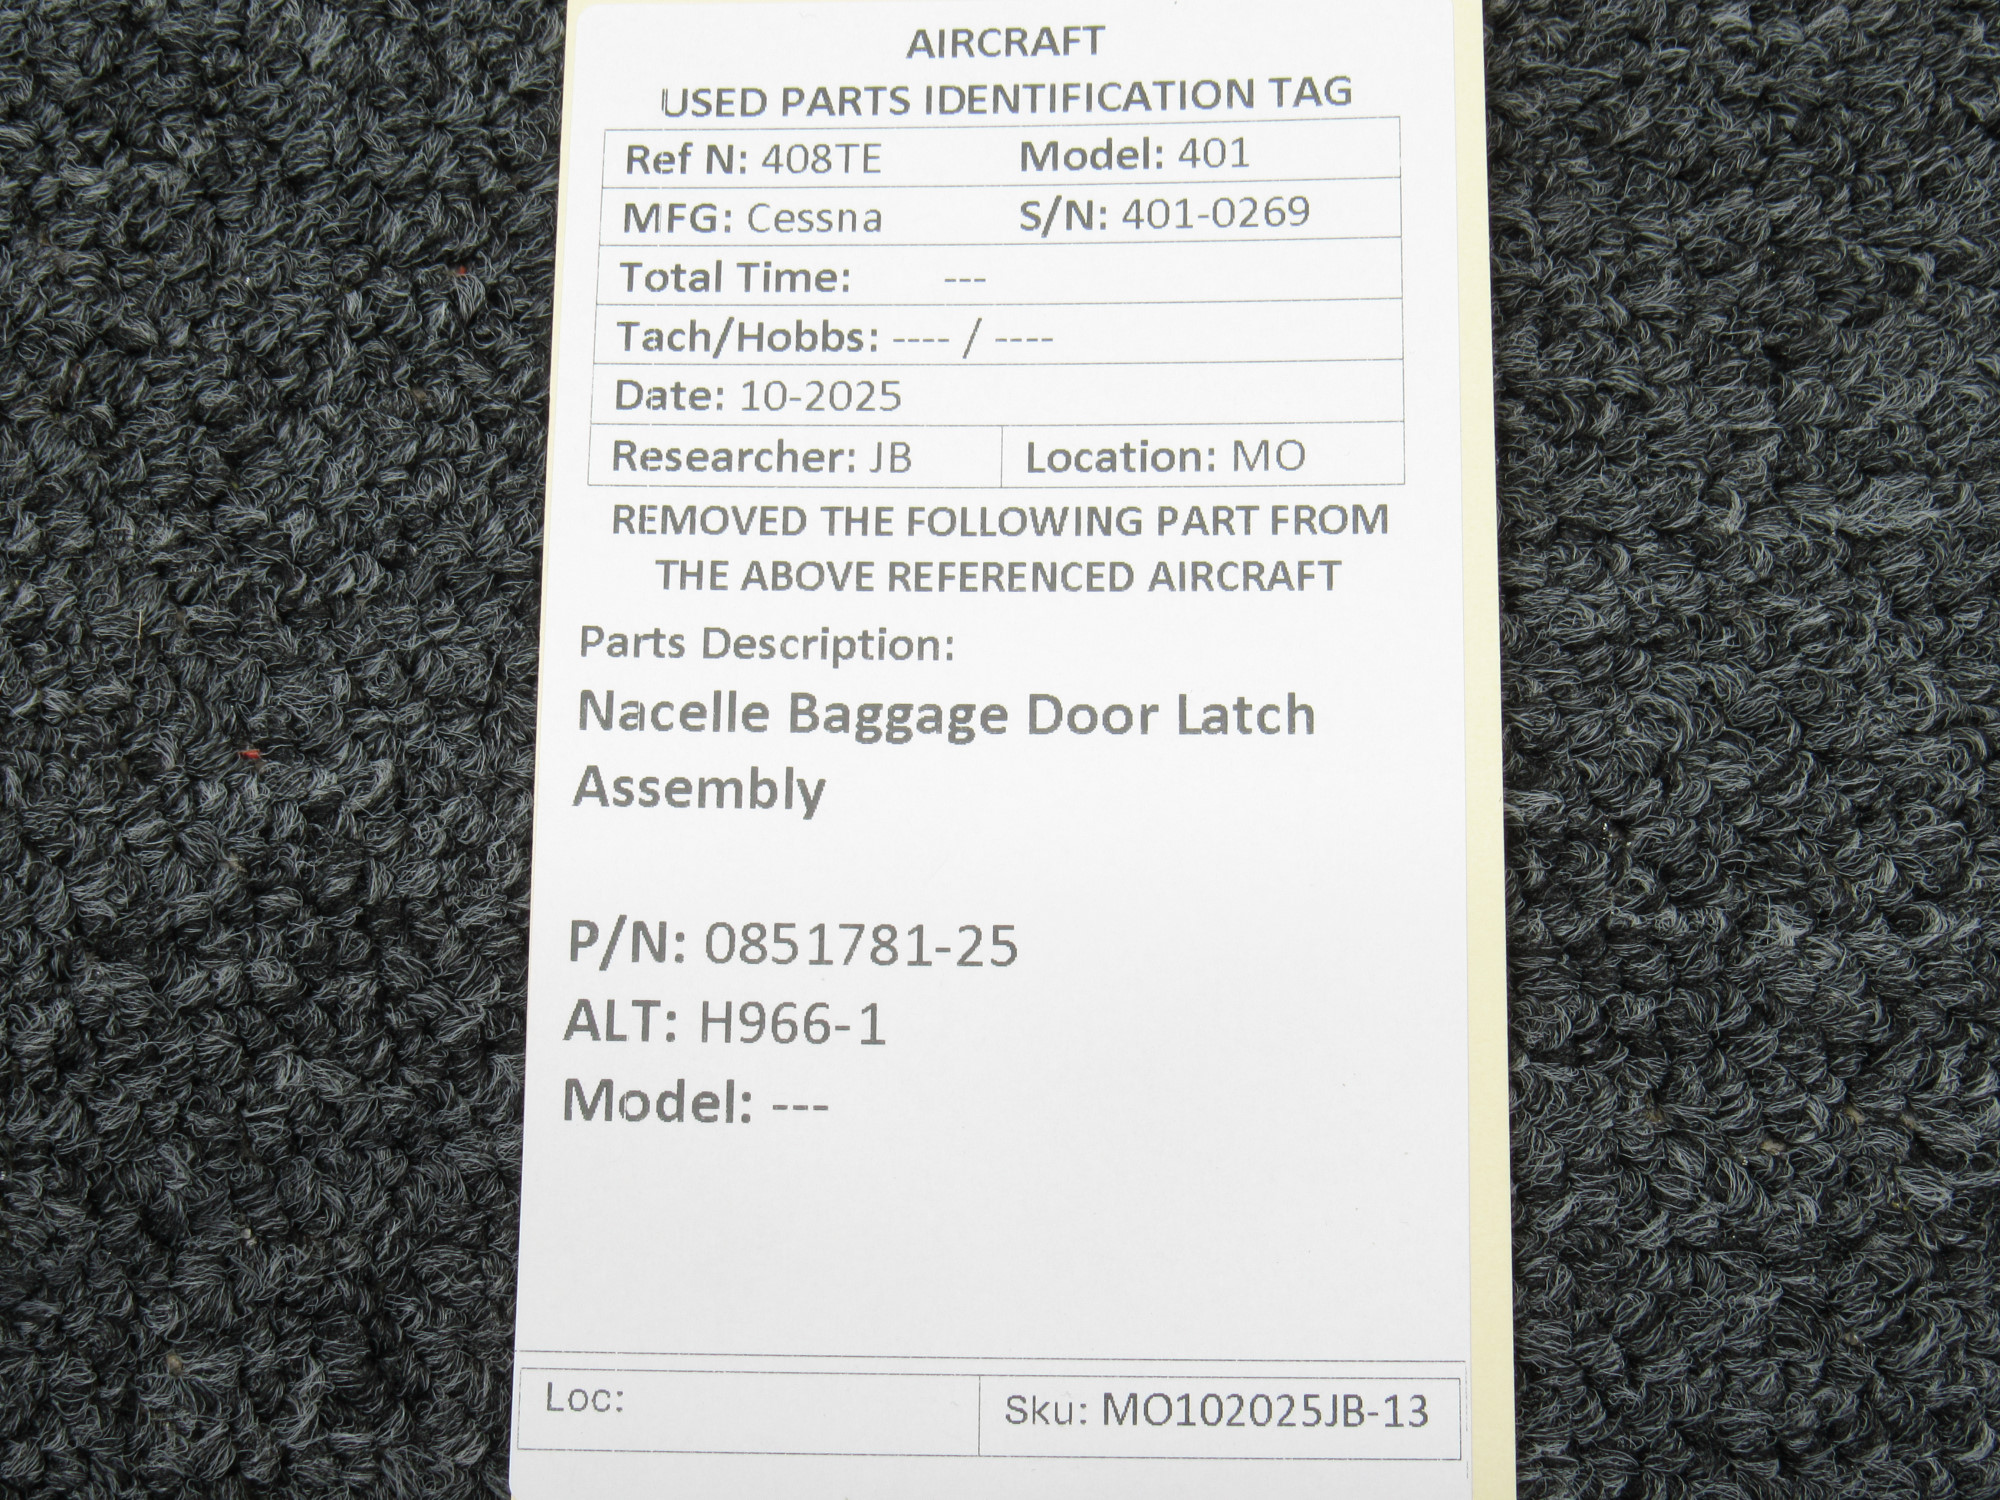 AIRCRAFT
USED PARTS IDENTIFICATION TAG
Ref N: 408TE Model: 401
MFG: Cessna S/N: 401-0269
Total Time: ---
Tach/Hobbs: ---- / ----
Date: 10-2025
Researcher: JB Location: MO
REMOVED THE FOLLOWING PART FROM
THE ABOVE REFERENCED AIRCRAFT
Parts Description:
Nacelle Baggage Door Latch
Assembly
P/N: 0851781-25
ALT: H966-1
Model: ---
Loc: Sku: MO102025JB-13